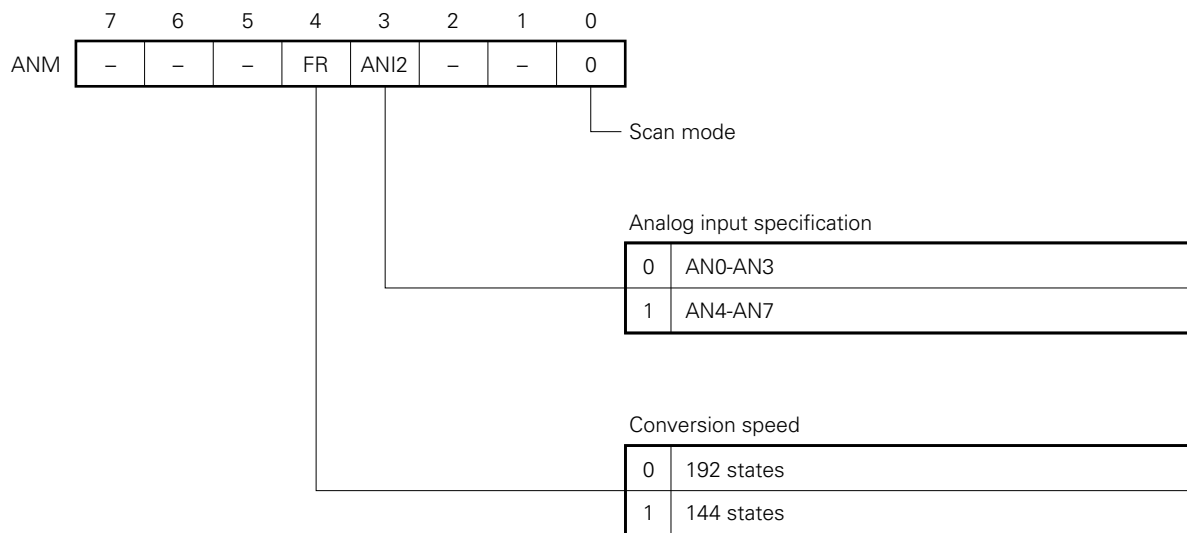 7 6 5 4 3 2 1 0
ANM – – – FR ANI2 – – 0
Scan mode
Analog input specification
0 AN0-AN3
1 AN4-AN7
Conversion speed
0 192 states
1 144 states